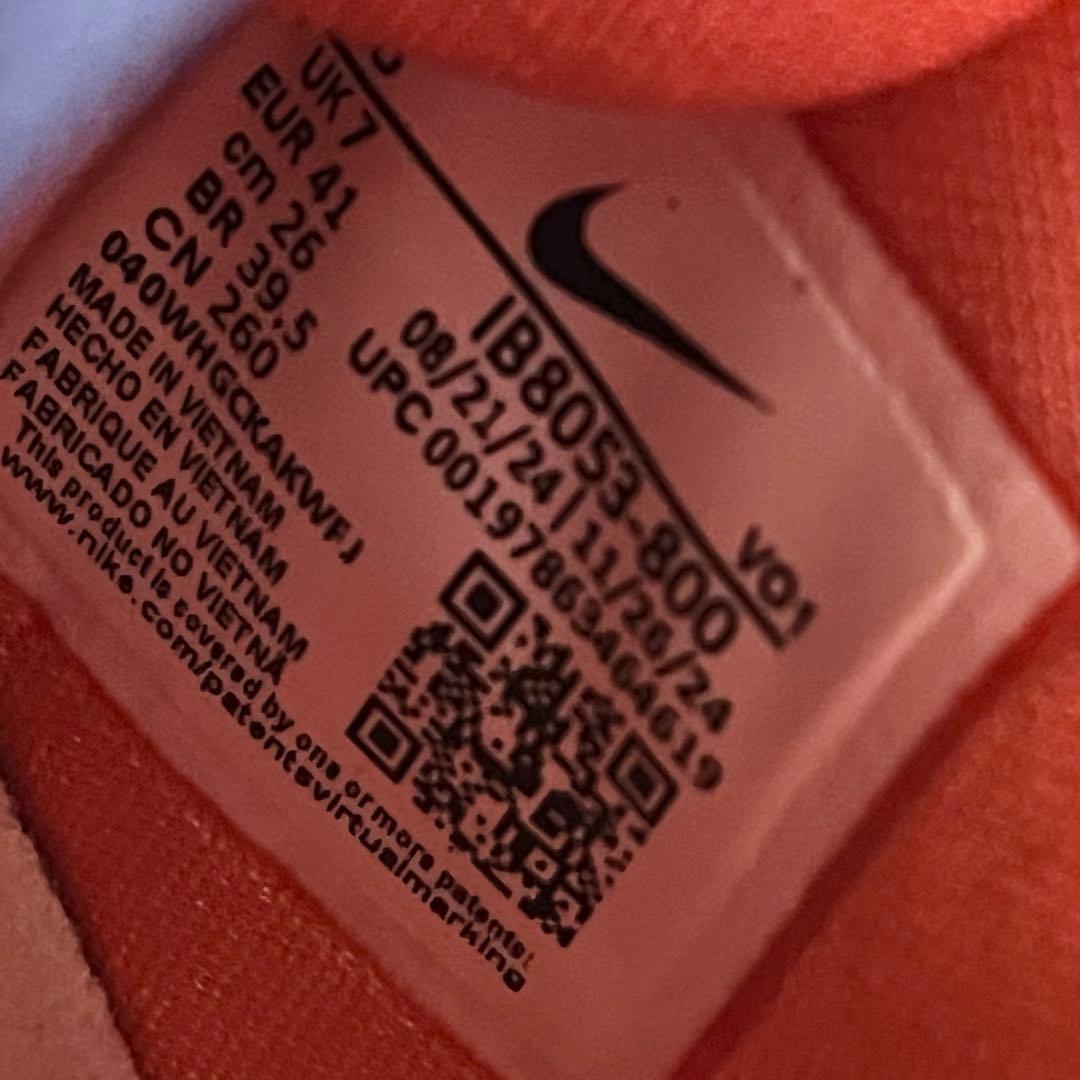 UK 7
EUR 41
cm 26
BR 39,5
CN 260
040WHGCKAKWFJ
MADE IN VIETNAM
HECHO EN VIETNAM
FABRIQUE AU VIETNAM
FABRICADO NO VIETNÃ
This product is covered by one or more patents:
www.nike.com/patentsvirtualmarking
VO1
IB8053-800
08/21/24 | 11/26/24
UPC 00197863464619